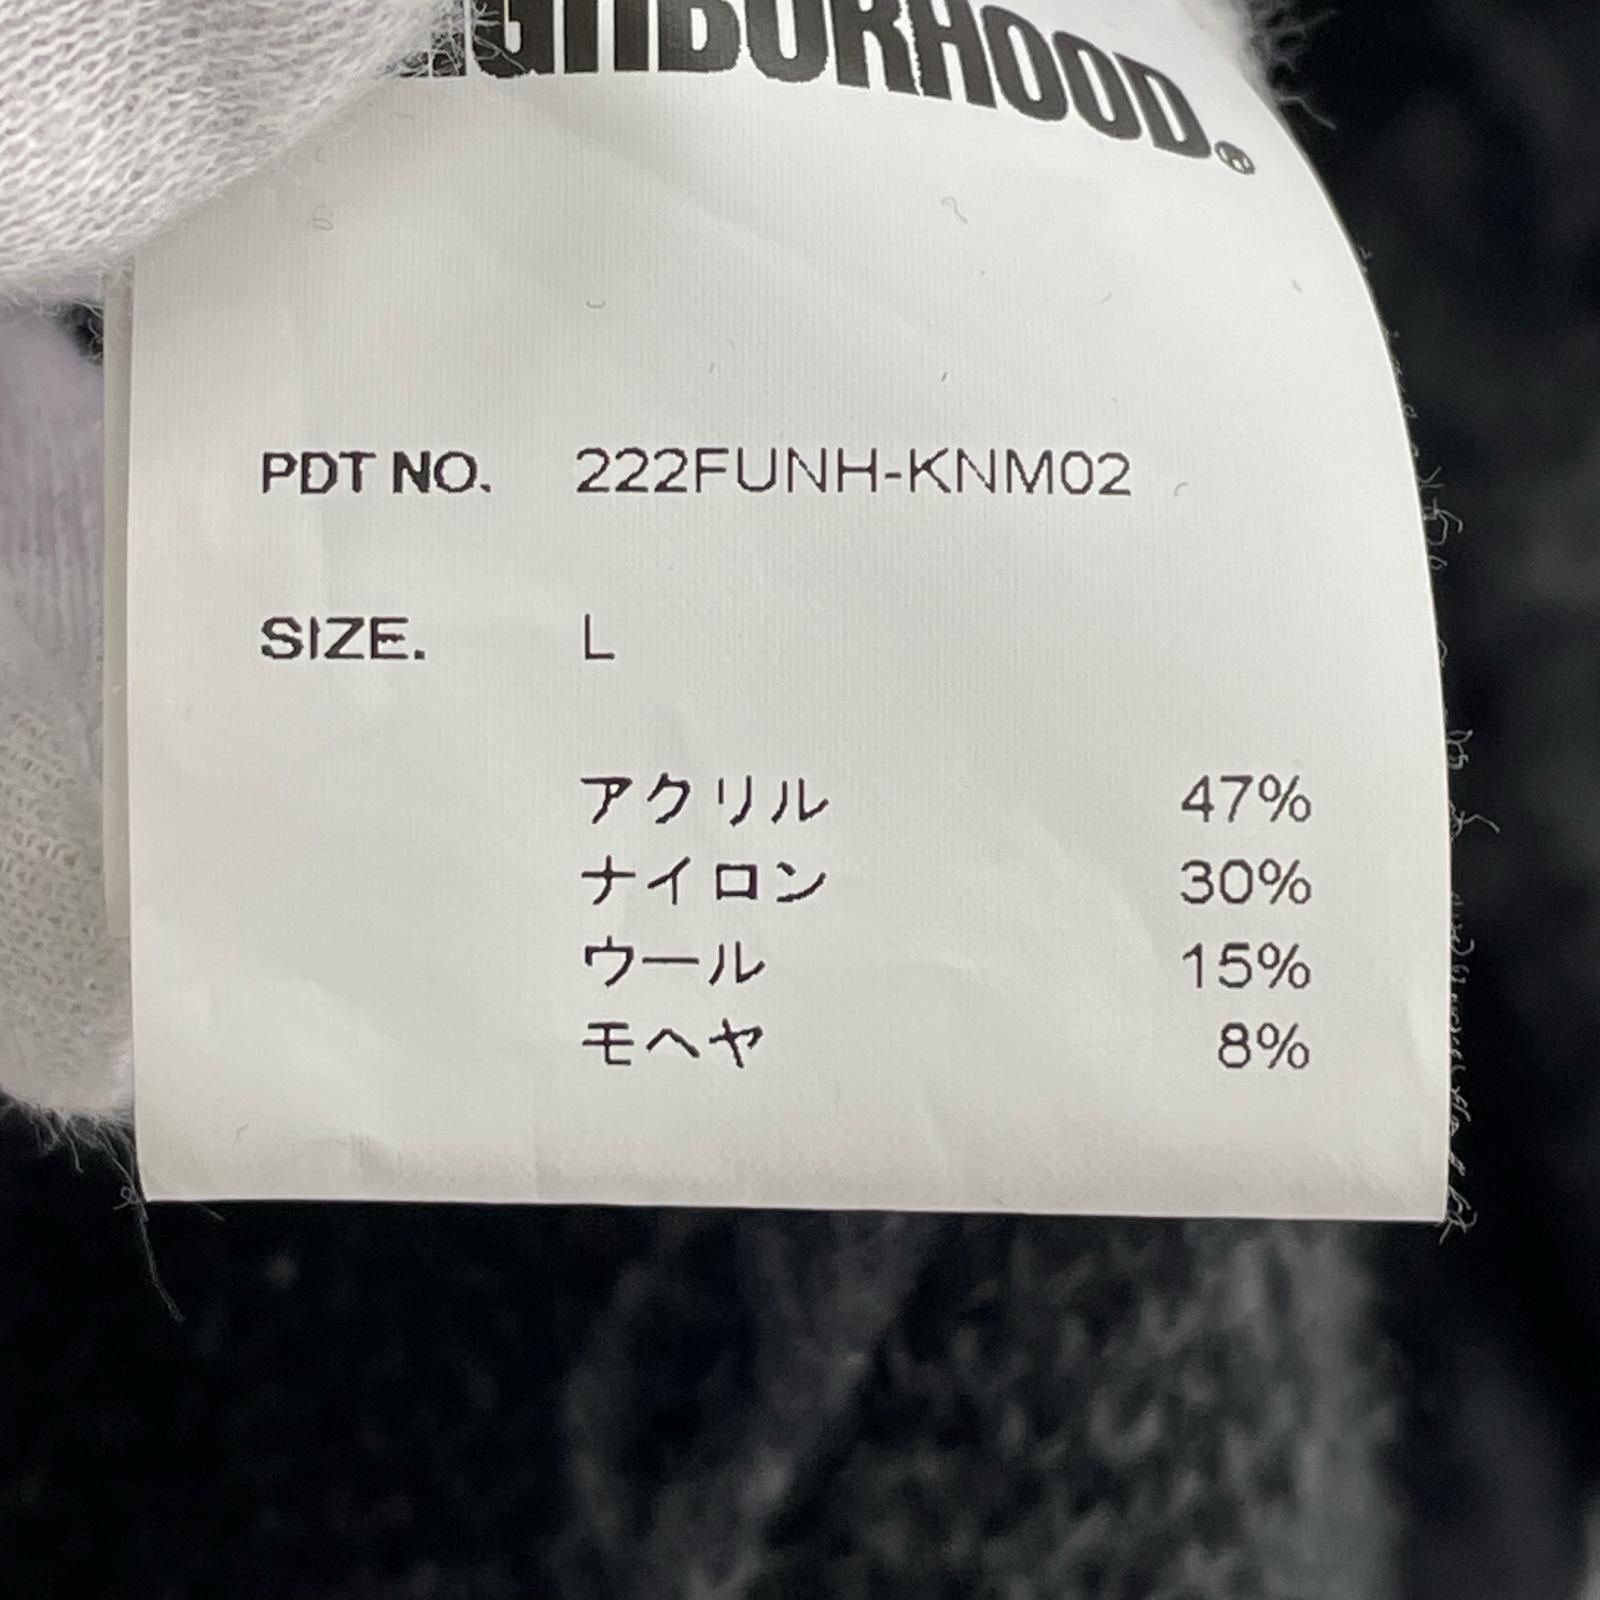 NEIGHBORHOOD.®
PDT NO. 222FUNH-KNM02
SIZE. L
アクリル 47%
ナイロン 30%
ウール 15%
モヘヤ 8%